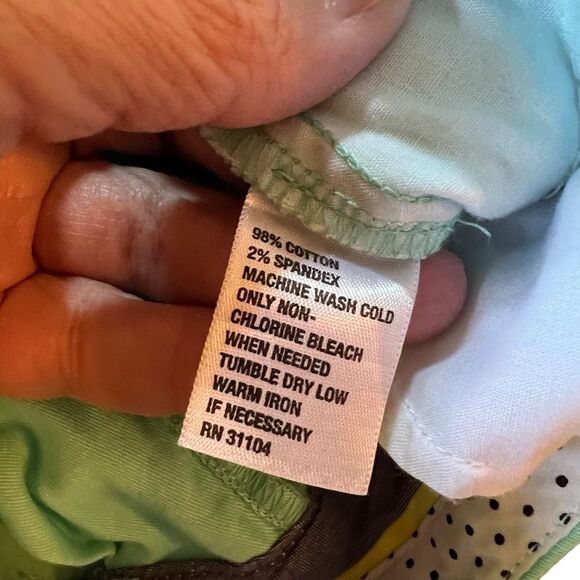 98% COTTON
2% SPANDEX
MACHINE WASH COLD
ONLY NON-
CHLORINE BLEACH
WHEN NEEDED
TUMBLE DRY LOW
WARM IRON
IF NECESSARY
RN 31104